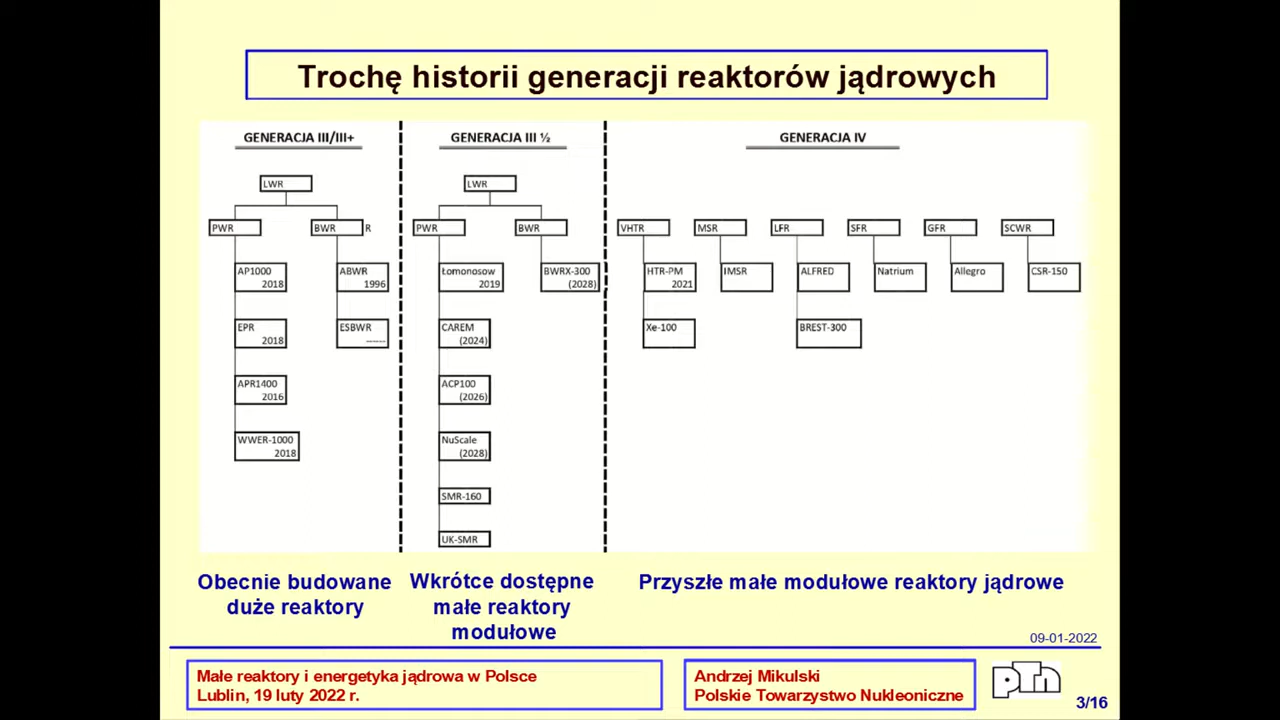 Trochę historii generacji reaktorów jądrowych
GENERACJA III/III+
LWR
PWR
BWR R
AP1000
2018
ABWR
1996
EPR
2018
ESBWR
------
APR1400
2016
WWER-1000
2018
GENERACJA III ½
LWR
PWR
BWR
Łomonosow
2019
BWRX-300
(2028)
CAREM
(2024)
ACP100
(2026)
NuScale
(2028)
SMR-160
UK-SMR
GENERACJA IV
VHTR
MSR
LFR
SFR
GFR
SCWR
HTR-PM
2021
IMSR
ALFRED
Natrium
Allegro
CSR-150
Xe-100
BREST-300
Obecnie budowane
duże reaktory
Wkrótce dostępne
małe reaktory
modułowe
Przyszłe małe modułowe reaktory jądrowe
09-01-2022
Małe reaktory i energetyka jądrowa w Polsce
Lublin, 19 luty 2022 r.
Andrzej Mikulski
Polskie Towarzystwo Nukleoniczne
PTN
3/16